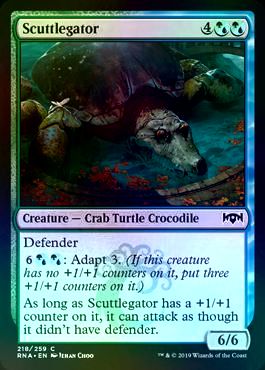 Scuttlegator 4
Creature — Crab Turtle Crocodile
Defender
6 : Adapt 3. (If this creature
has no +1/+1 counters on it, put three
+1/+1 counters on it.)
As long as Scuttlegator has a +1/+1
counter on it, it can attack as though
it didn't have defender.
6/6
218/259 C
RNA • EN Jehan Choo
™ & © 2019 Wizards of the Coast